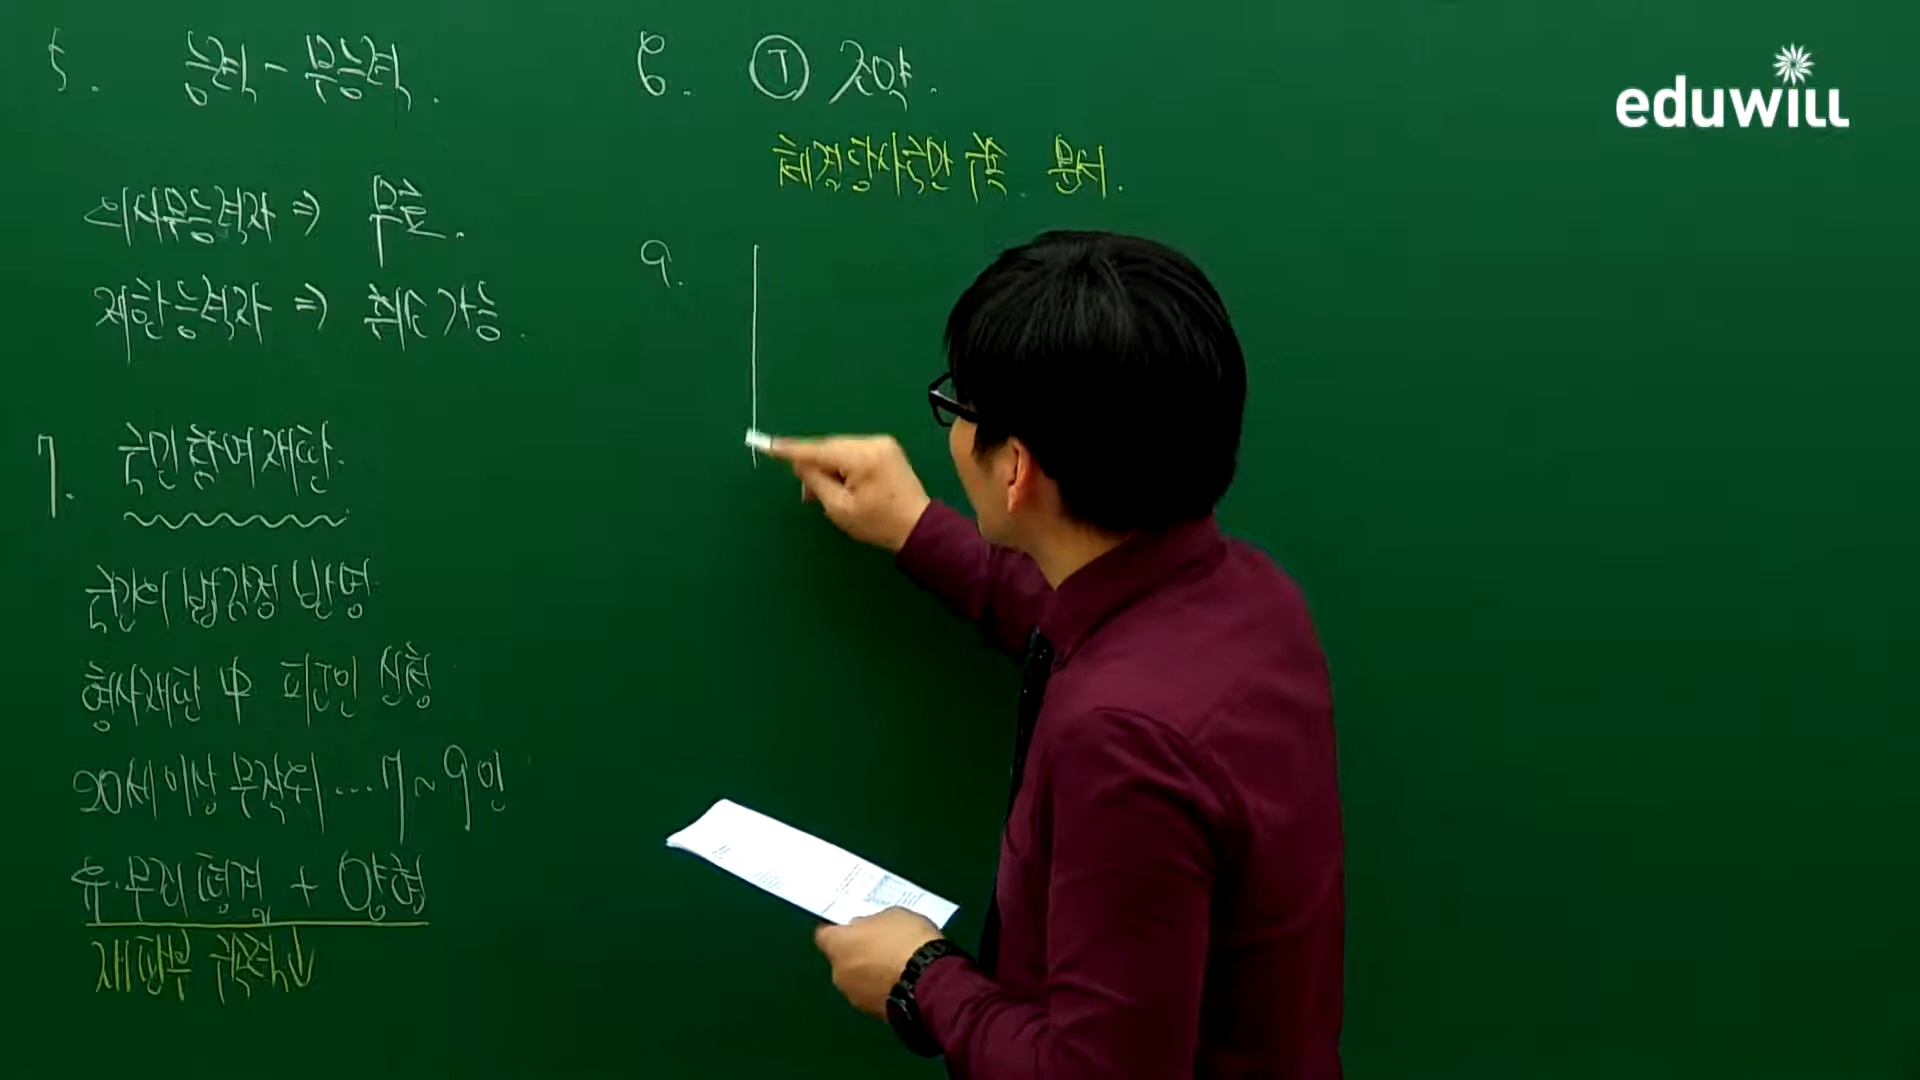 5. 능력 - 무능력.
의사무능력자 ⇒ 무효.
제한능력자 ⇒ 취소 가능.
7. 국민참여재판.
국민의 법감정 반영
형사재판 中 피고인 신청
20세 이상 무작위 … 7~9인
유·무죄 평결 + 양형
재판부 귀속력↓
6. ① 조약.
체결당사국만 구속. 문서.
9.
eduwill